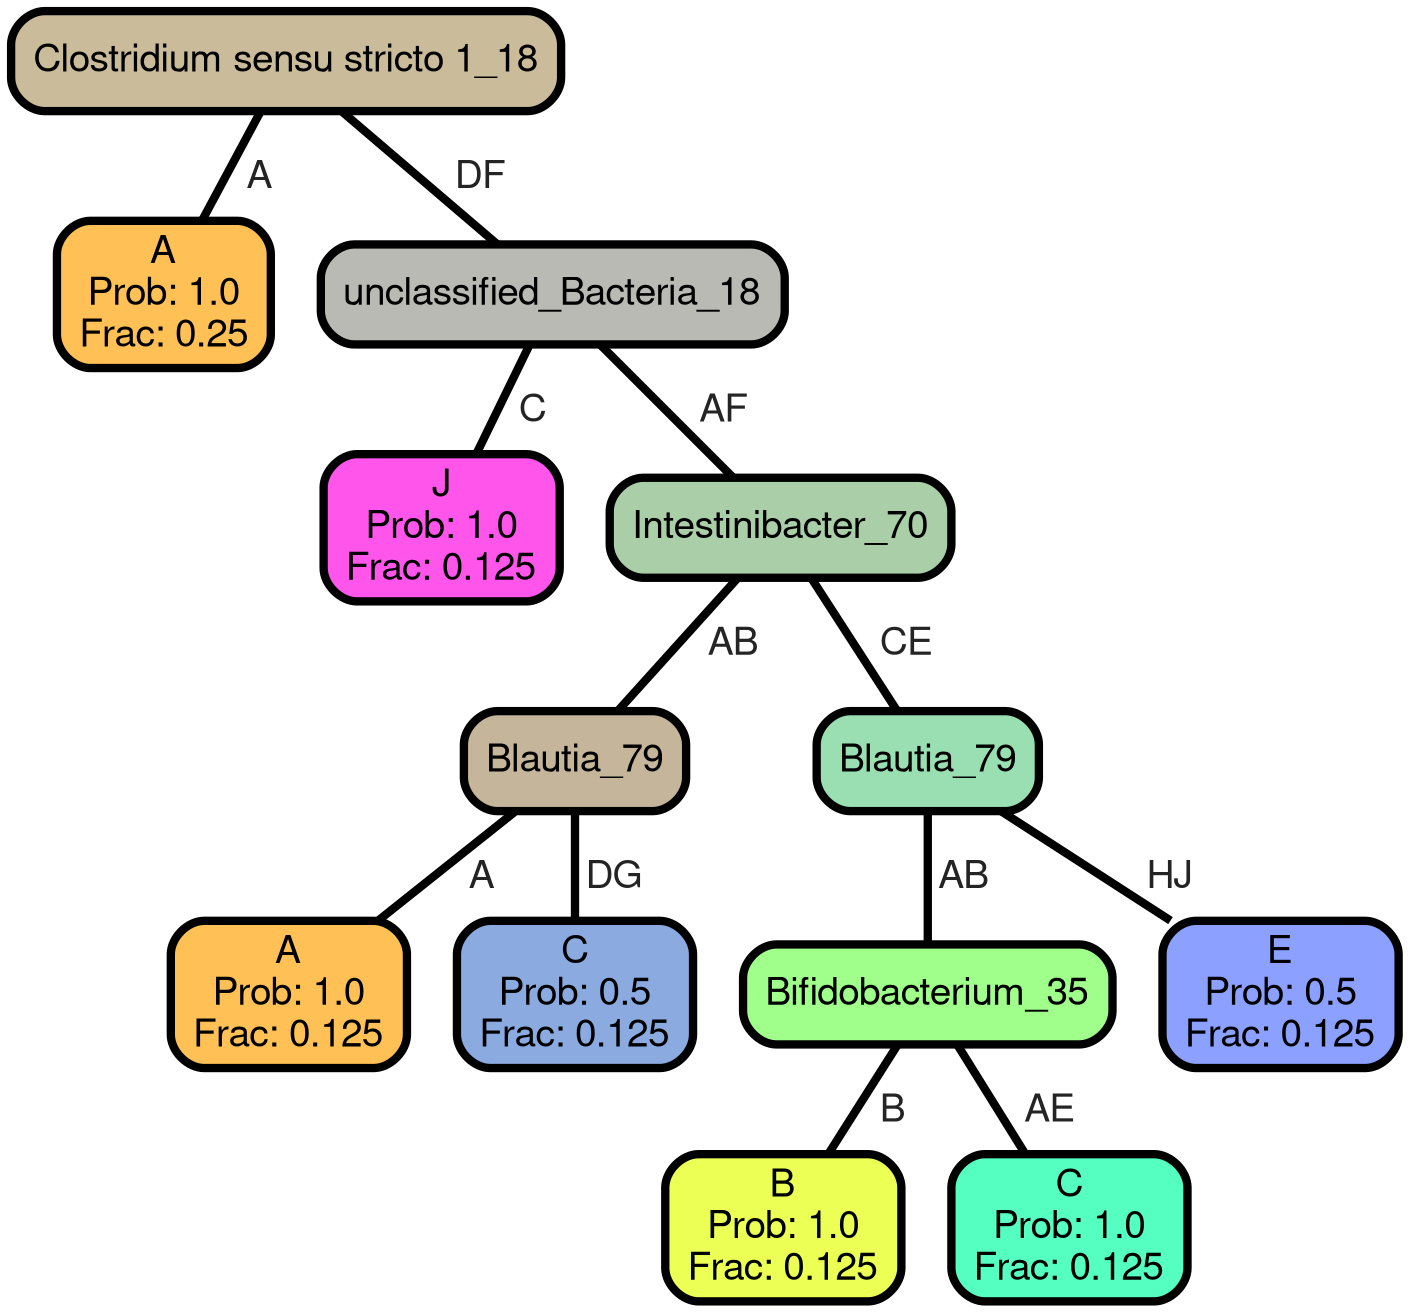 Clostridium sensu stricto 1_18
A
DF
A
Prob: 1.0
Frac: 0.25
unclassified_Bacteria_18
C
AF
J
Prob: 1.0
Frac: 0.125
Intestinibacter_70
AB
CE
Blautia_79
Blautia_79
A
DG
AB
HJ
A
Prob: 1.0
Frac: 0.125
C
Prob: 0.5
Frac: 0.125
Bifidobacterium_35
E
Prob: 0.5
Frac: 0.125
B
AE
B
Prob: 1.0
Frac: 0.125
C
Prob: 1.0
Frac: 0.125